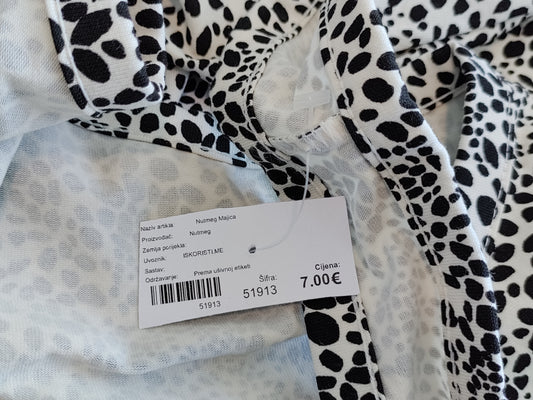 Naziv artikla: Nutmeg Majica
Proizvođač: Nutmeg
Zemlja porijekla:
Uvoznik: ISKORISTI.ME
Sastav:
Održavanje: Prema ušivnoj etiketi
51913
Šifra:
51913
Cijena:
7.00€